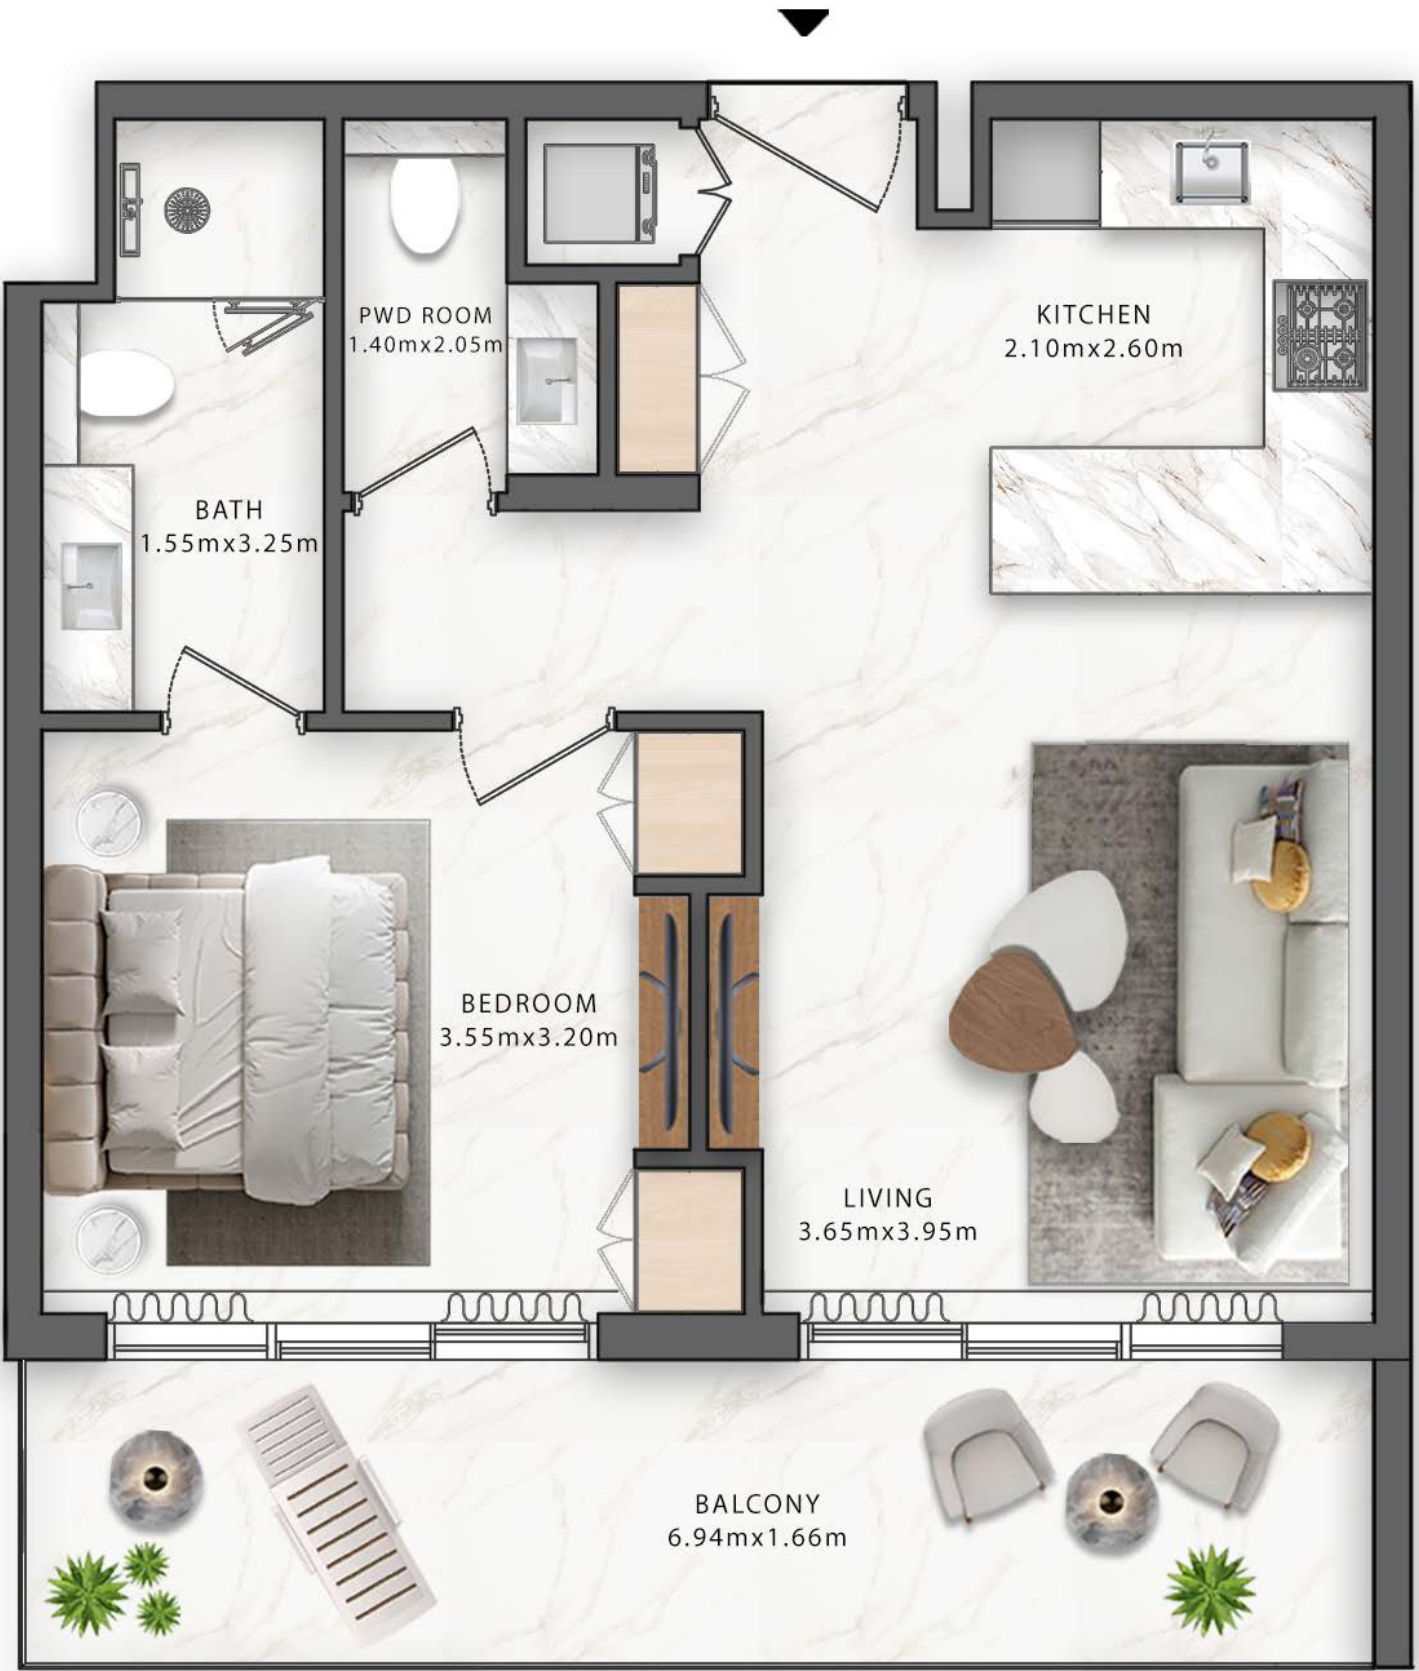 PWD ROOM
1.40mx2.05m
KITCHEN
2.10mx2.60m
BATH
1.55mx3.25m
BEDROOM
3.55mx3.20m
LIVING
3.65mx3.95m
BALCONY
6.94mx1.66m